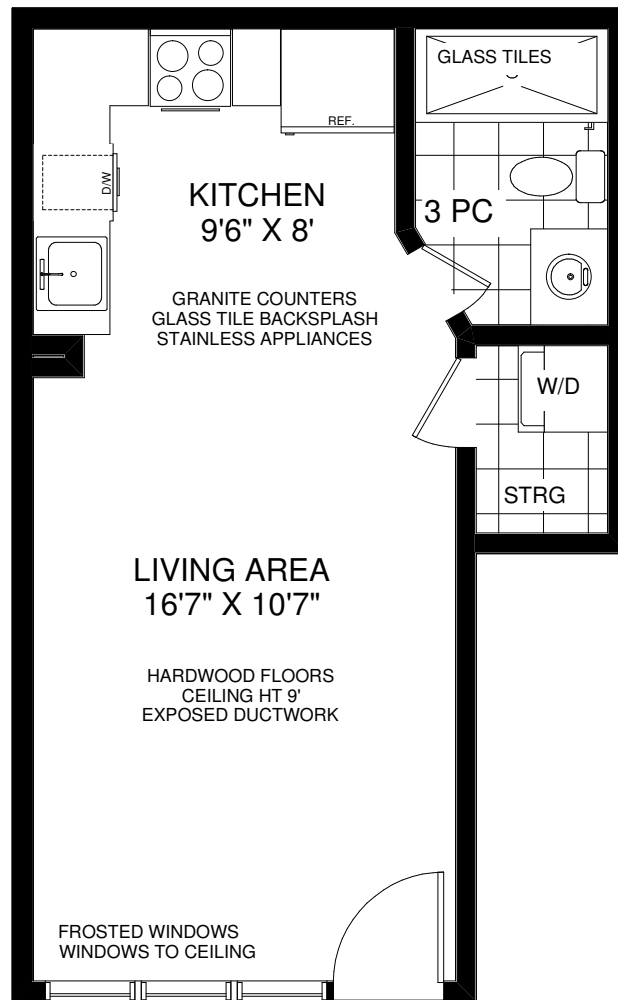 GLASS TILES
REF.
D/W
KITCHEN
9'6" X 8'
3 PC
GRANITE COUNTERS
GLASS TILE BACKSPLASH
STAINLESS APPLIANCES
W/D
STRG
LIVING AREA
16'7" X 10'7"
HARDWOOD FLOORS
CEILING HT 9'
EXPOSED DUCTWORK
FROSTED WINDOWS
WINDOWS TO CEILING